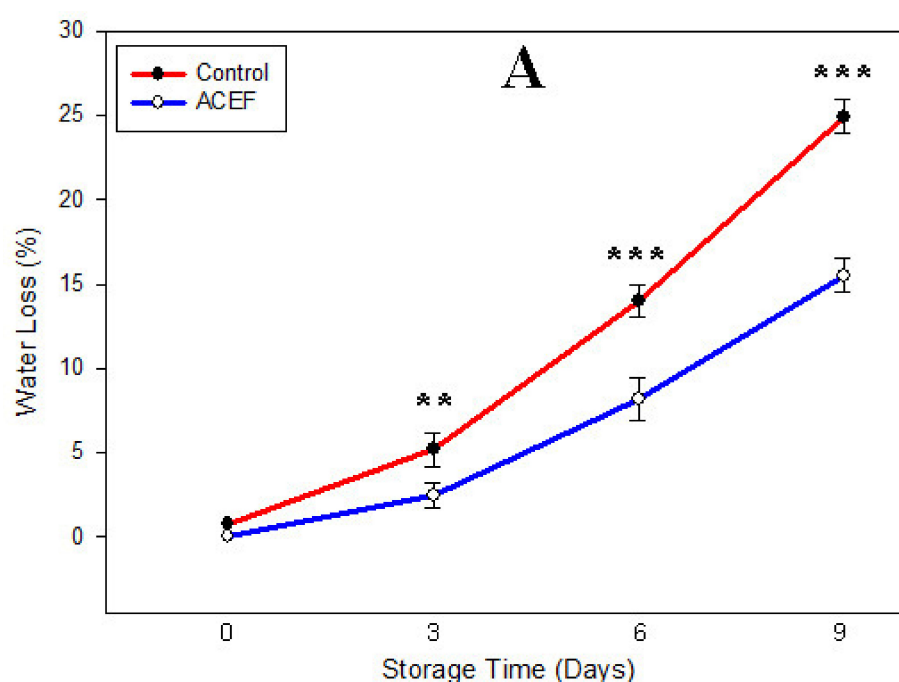 A
Control
ACEF
30
25
20
15
10
5
0
Water Loss (%)
**
***
***
0 3 6 9
Storage Time (Days)